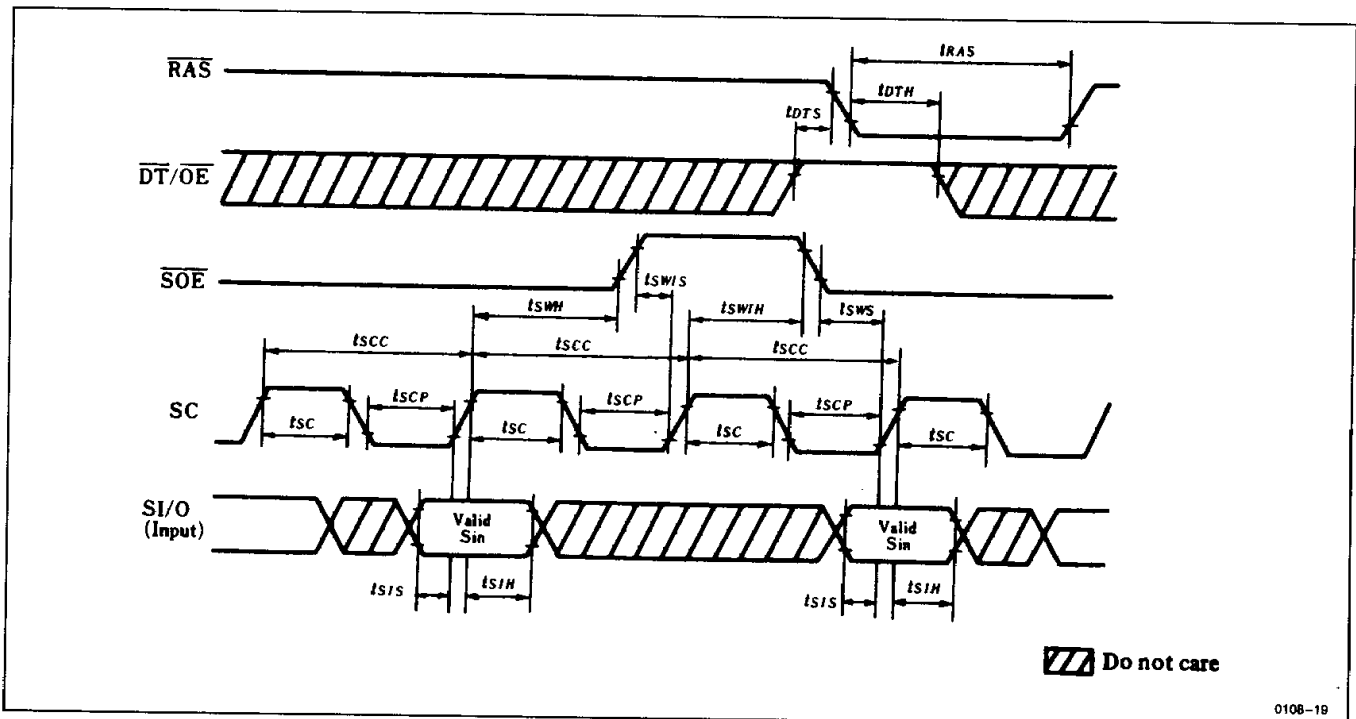 RAS
tRAS
tDTH
tDTS
DT/OE
SOE
tSWIS
tSWH
tSWIH
tSWS
tSCC
tSCC
tSCC
SC
tSCP
tSCP
tSCP
tSC
tSC
tSC
tSC
SI/O
(Input)
Valid
Sin
Valid
Sin
tSIS
tSIH
tSIS
tSIH
Do not care
0108-19